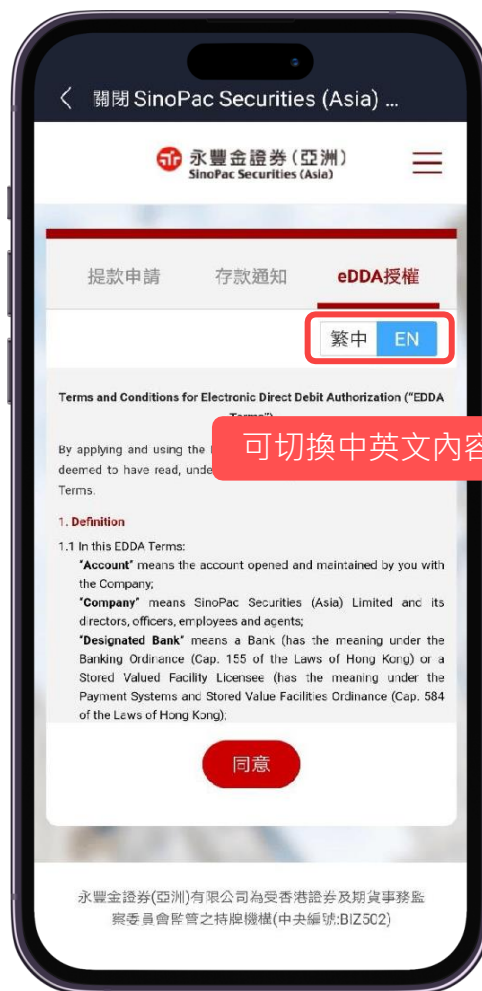 關閉 SinoPac Securities (Asia) ...
永豐金證券(亞洲)
SinoPac Securities (Asia)
提款申請 存款通知 eDDA授權
繁中 EN
Terms and Conditions for Electronic Direct Debit Authorization ("EDDA
By applying and using the
可切換中英文內容
deemed to have read,
Terms.
1. Definition
1.1 In this EDDA Terms:
"Account" means the account opened and maintained by you with
the Company;
"Company" means SinoPac Securities (Asia) Limited and its
directors, officers, employees and agents;
"Designated Bank" means a Bank (has the meaning under the
Banking Ordinance (Cap. 155 of the Laws of Hong Kong) or a
Stored Valued Facility Licensee (has the meaning under the
Payment Systems and Stored Value Facilities Ordinance (Cap. 584
of the Laws of Hong Kong);
同意
永豐金證券(亞洲)有限公司為受香港證券及期貨事務監
察委員會監管之持牌機構(中央編號:BIZ502)